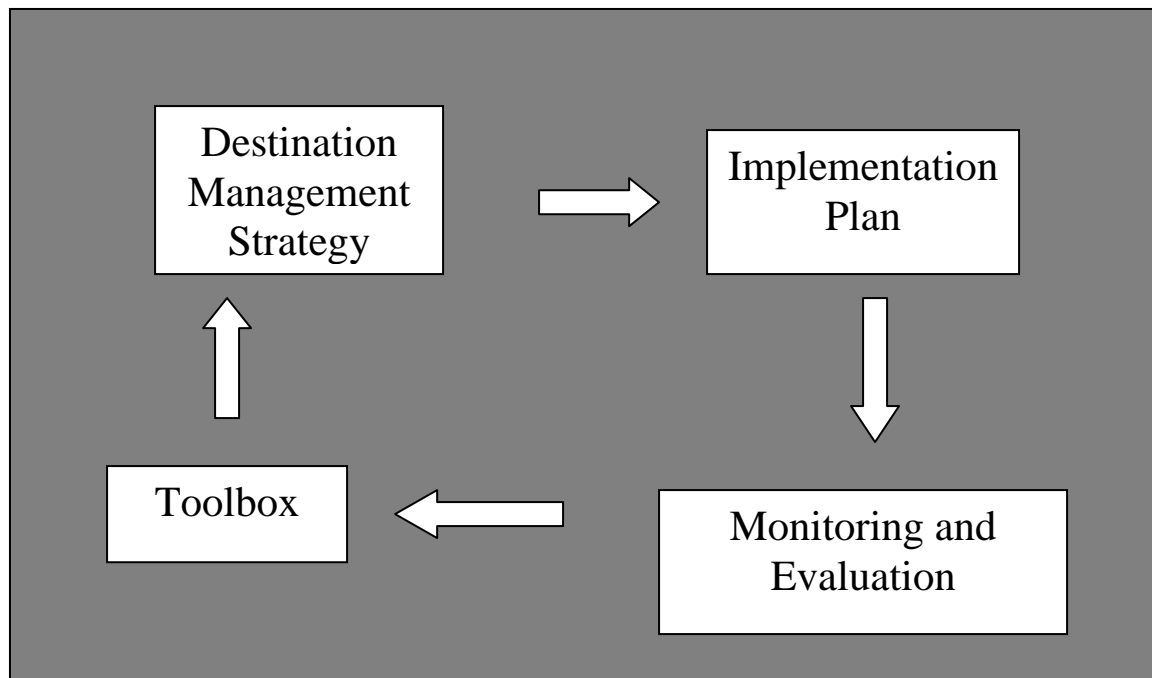 Destination
Management
Strategy
Implementation
Plan
Toolbox
Monitoring and
Evaluation